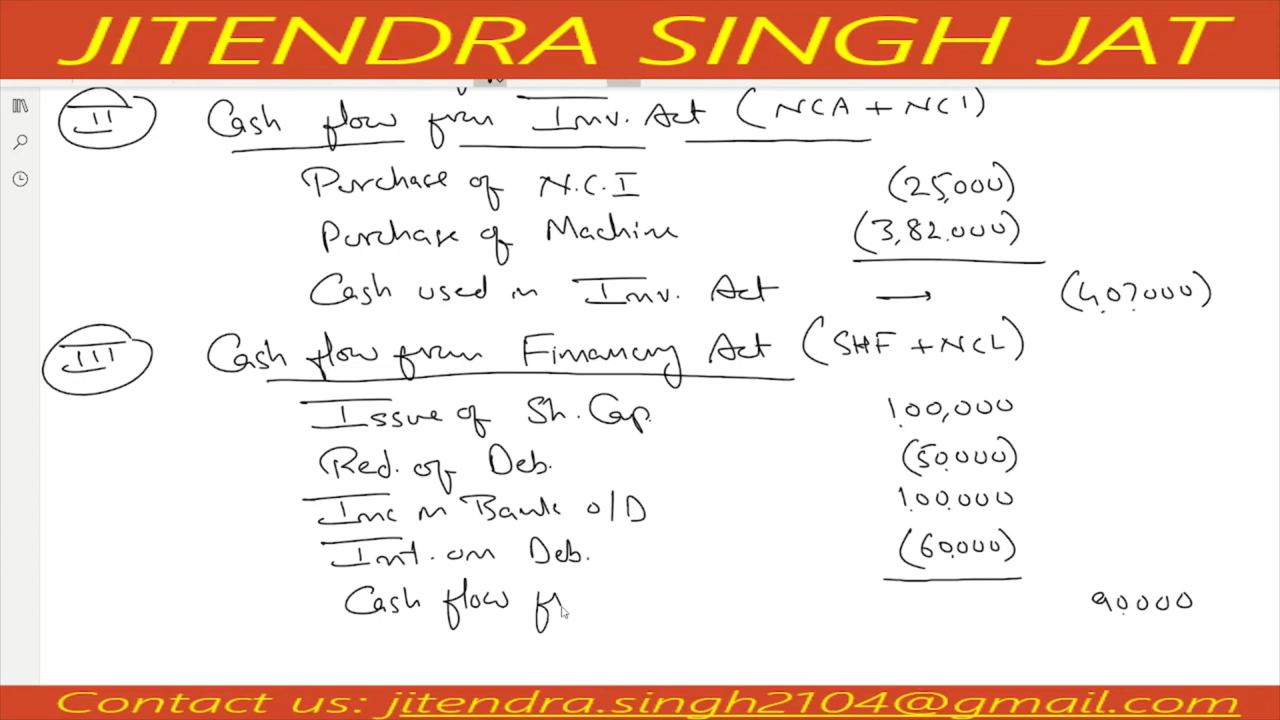 JITENDRA SINGH JAT
II Cash flow from Inv. Act (NCA + NCI)
Purchase of N.C.I (25,000)
Purchase of Machine (3,82,000)
Cash used in Inv. Act → (4,07,000)
III Cash flow from Financing Act (SHF + NCL)
Issue of Sh. Cap. 1,00,000
Red. of Deb. (50,000)
Inc in Bank O/D 1,00,000
Int. on Deb. (60,000)
Cash flow fr 90,000
Contact us: jitendra.singh2104@gmail.com